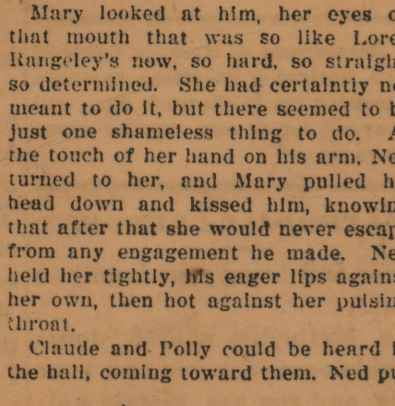 Mary looked at him, her eyes o
that mouth that was so like Lore
Rangeley's now, so hard, so straigh
so determined. She had certaintly no
meant to do it, but there seemed to b
just one shameless thing to do. A
the touch of her hand on his arm, Ne
turned to her, and Mary pulled h
head down and kissed him, knowin
that after that she would never escap
from any engagement he made. Ne
held her tightly, his eager lips agains
her own, then hot against her pulsin
throat.
Claude and Polly could be heard i
the hall, coming toward them. Ned pu